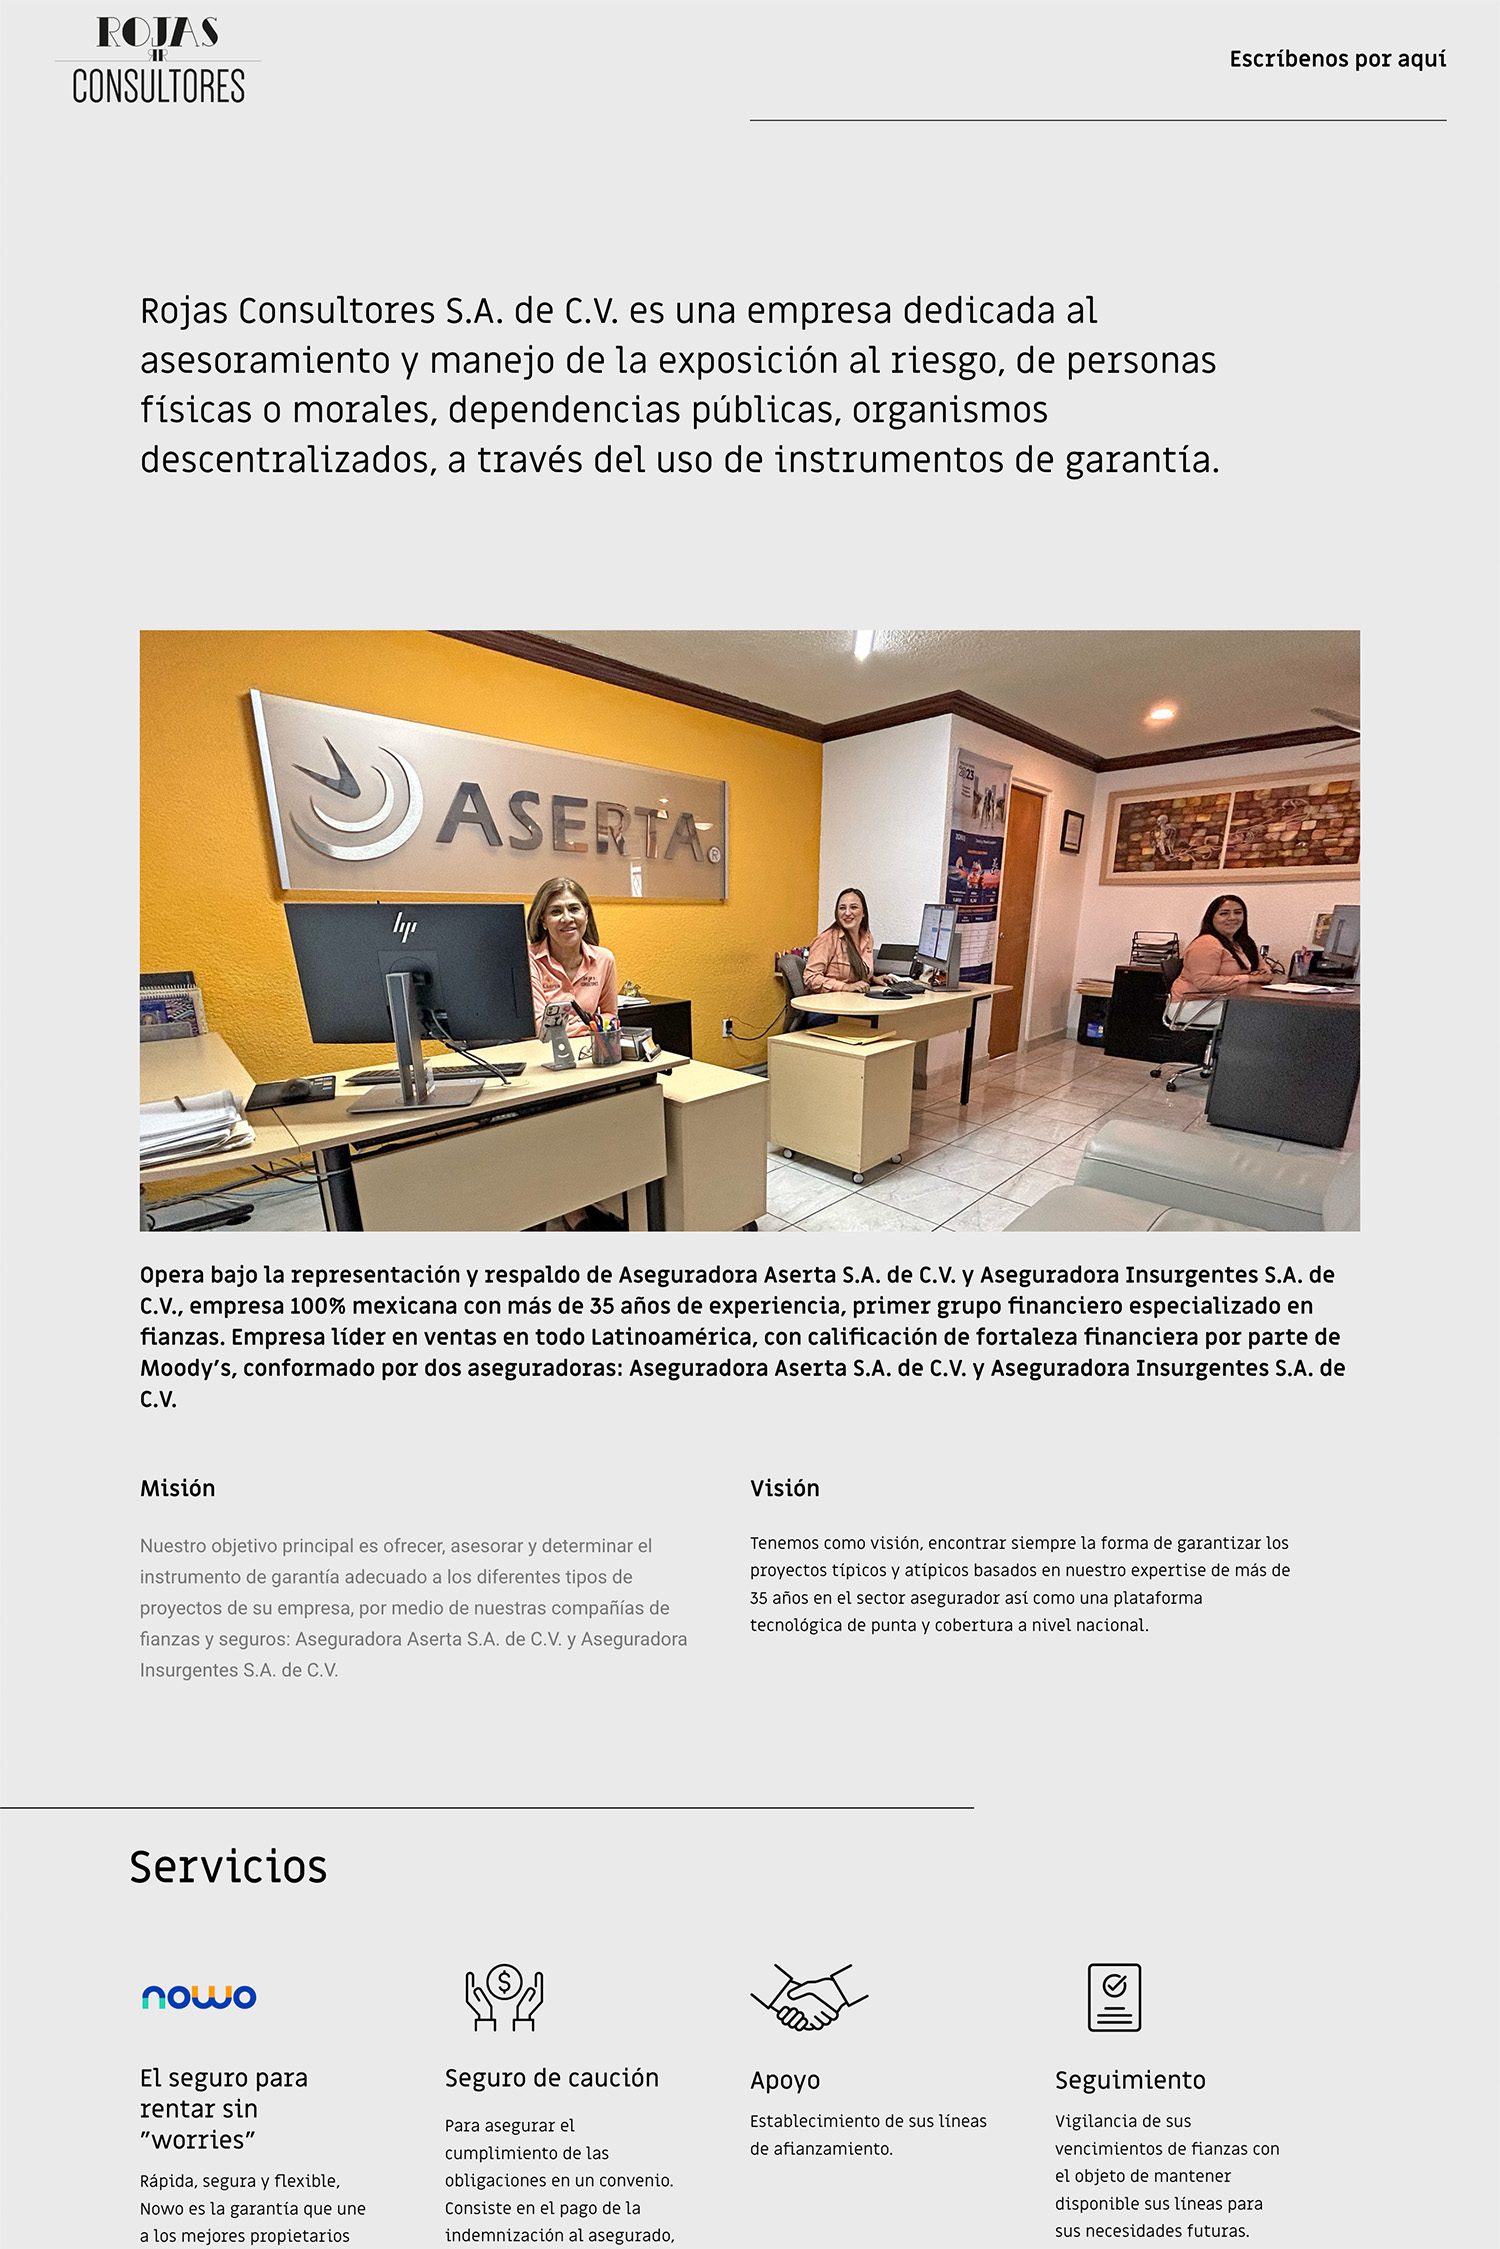 ROJAS
RR
CONSULTORES
Escríbenos por aquí
Rojas Consultores S.A. de C.V. es una empresa dedicada al
asesoramiento y manejo de la exposición al riesgo, de personas
físicas o morales, dependencias públicas, organismos
descentralizados, a través del uso de instrumentos de garantía.
ASERTA®
hp
23
Opera bajo la representación y respaldo de Aseguradora Aserta S.A. de C.V. y Aseguradora Insurgentes S.A. de
C.V., empresa 100% mexicana con más de 35 años de experiencia, primer grupo financiero especializado en
fianzas. Empresa líder en ventas en todo Latinoamérica, con calificación de fortaleza financiera por parte de
Moody’s, conformado por dos aseguradoras: Aseguradora Aserta S.A. de C.V. y Aseguradora Insurgentes S.A. de
C.V.
Misión
Nuestro objetivo principal es ofrecer, asesorar y determinar el
instrumento de garantía adecuado a los diferentes tipos de
proyectos de su empresa, por medio de nuestras compañías de
fianzas y seguros: Aseguradora Aserta S.A. de C.V. y Aseguradora
Insurgentes S.A. de C.V.
Visión
Tenemos como visión, encontrar siempre la forma de garantizar los
proyectos típicos y atípicos basados en nuestro expertise de más de
35 años en el sector asegurador así como una plataforma
tecnológica de punta y cobertura a nivel nacional.
Servicios
nowo
El seguro para
rentar sin
”worries”
Rápida, segura y flexible,
Nowo es la garantía que une
a los mejores propietarios
$
Seguro de caución
Para asegurar el
cumplimiento de las
obligaciones en un convenio.
Consiste en el pago de la
indemnización al asegurado,
Apoyo
Establecimiento de sus líneas
de afianzamiento.
Seguimiento
Vigilancia de sus
vencimientos de fianzas con
el objeto de mantener
disponible sus líneas para
sus necesidades futuras.